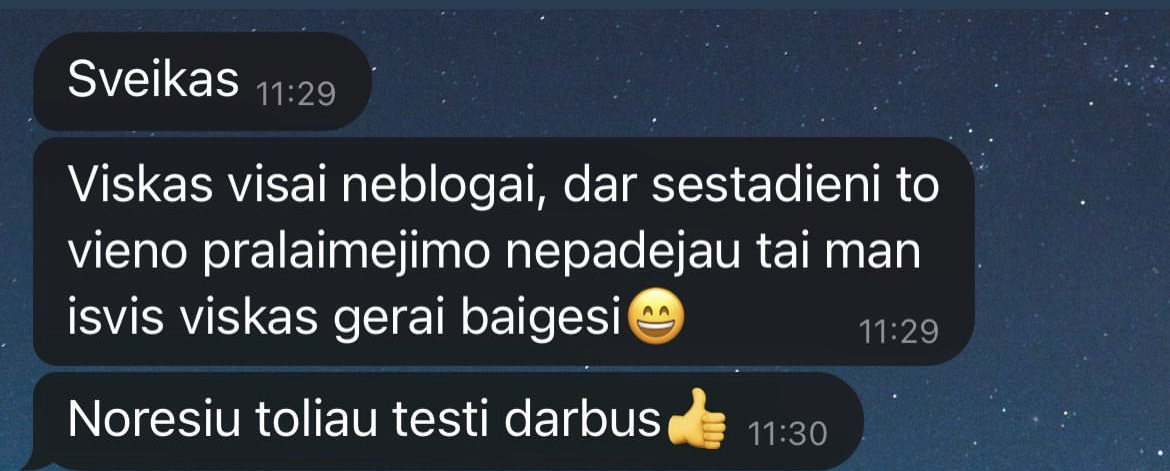 Sveikas 11:29
Viskas visai neblogai, dar sestadieni to
vieno pralaimejimo nepadejau tai man
isvis viskas gerai baigesi😄 11:29
Noresiu toliau testi darbus👍 11:30